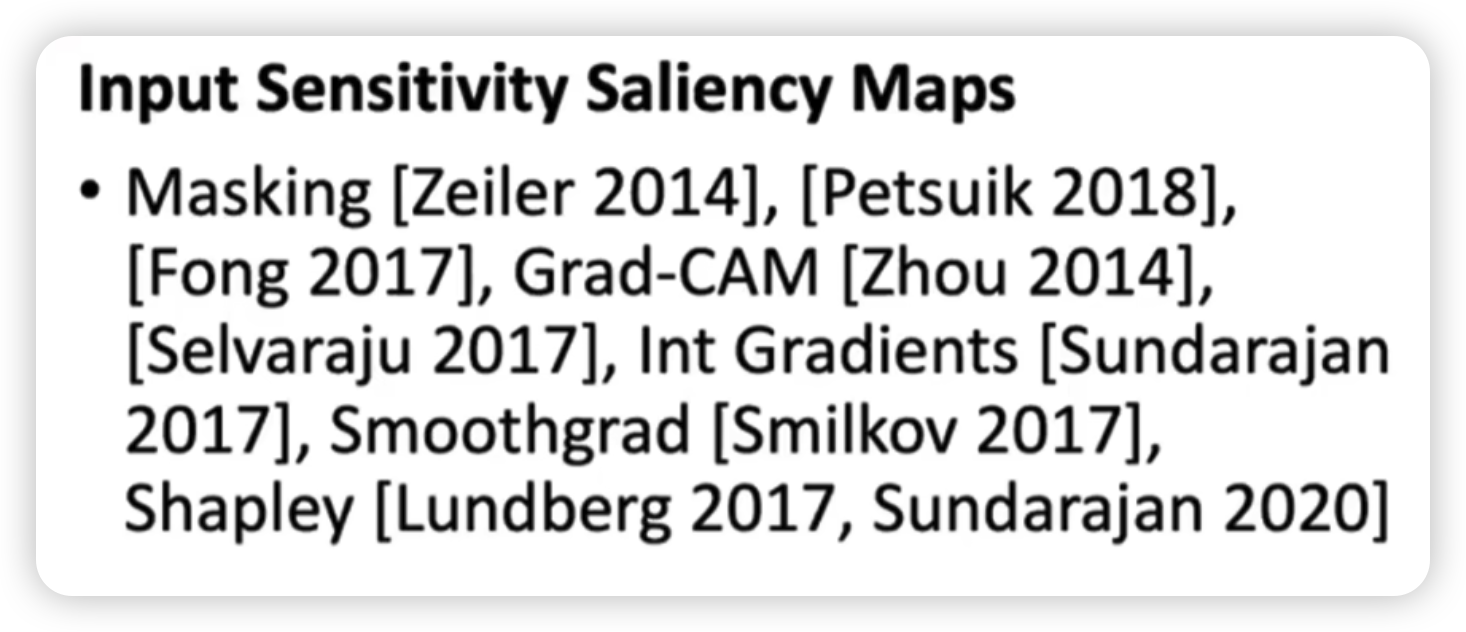 Input Sensitivity Saliency Maps
• Masking [Zeiler 2014], [Petsuik 2018],
[Fong 2017], Grad-CAM [Zhou 2014],
[Selvaraju 2017], Int Gradients [Sundarajan
2017], Smoothgrad [Smilkov 2017],
Shapley [Lundberg 2017, Sundarajan 2020]